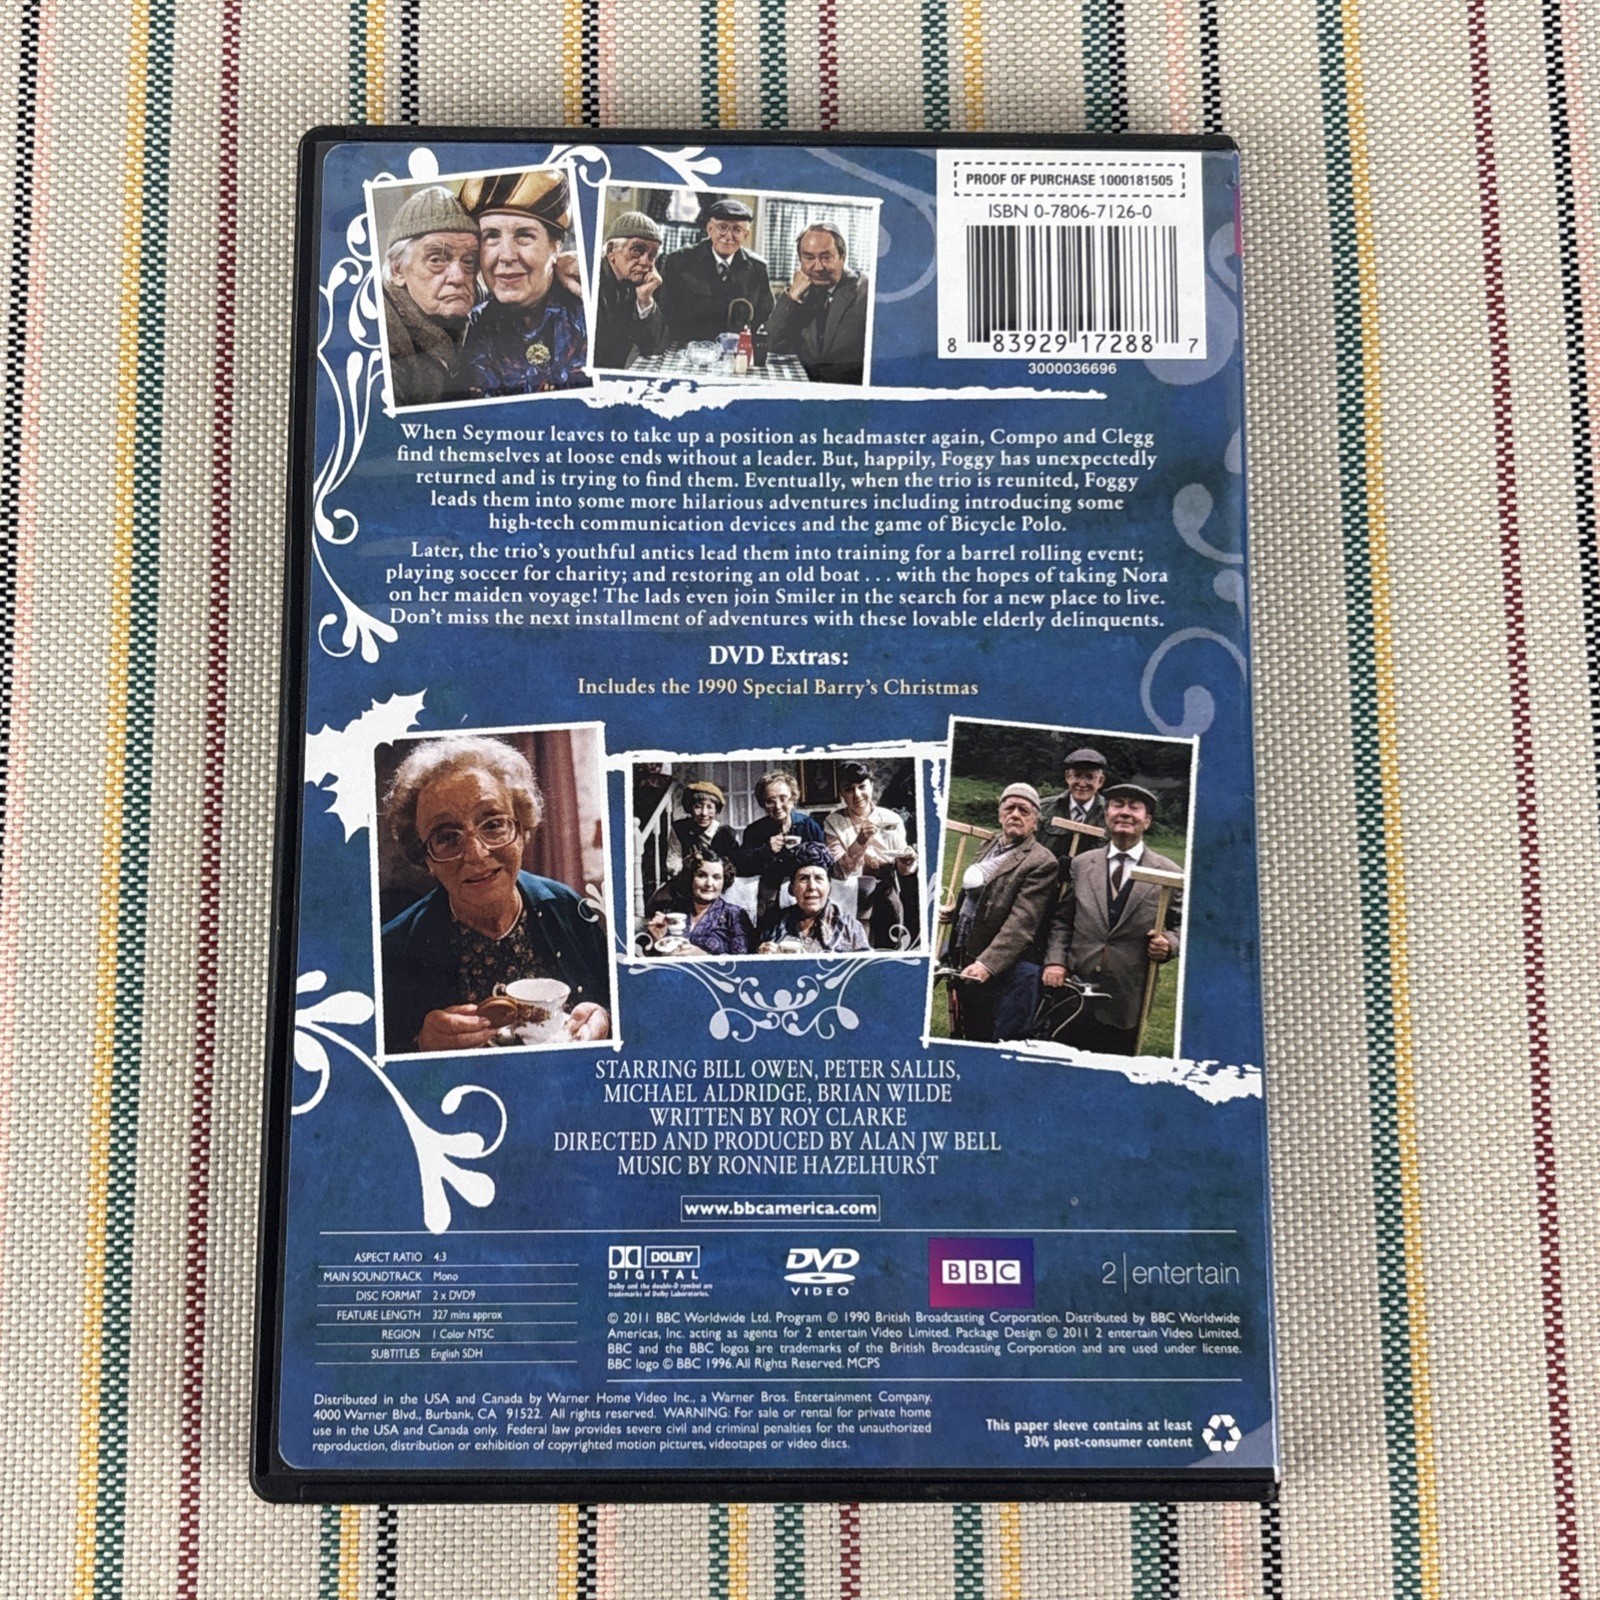 PROOF OF PURCHASE 1000181505
ISBN 0-7806-7126-0
8 83929 17288 7
3000036696
When Seymour leaves to take up a position as headmaster again, Compo and Clegg
find themselves at loose ends without a leader. But, happily, Foggy has unexpectedly
returned and is trying to find them. Eventually, when the trio is reunited, Foggy
leads them into some more hilarious adventures including introducing some
high-tech communication devices and the game of Bicycle Polo.
Later, the trio's youthful antics lead them into training for a barrel rolling event;
playing soccer for charity; and restoring an old boat . . . with the hopes of taking Nora
on her maiden voyage! The lads even join Smiler in the search for a new place to live.
Don't miss the next installment of adventures with these lovable elderly delinquents.
DVD Extras:
Includes the 1990 Special Barry's Christmas
STARRING BILL OWEN, PETER SALLIS,
MICHAEL ALDRIDGE, BRIAN WILDE
WRITTEN BY ROY CLARKE
DIRECTED AND PRODUCED BY ALAN JW BELL
MUSIC BY RONNIE HAZELHURST
www.bbcamerica.com
ASPECT RATIO 4:3
MAIN SOUNDTRACK Mono
DISC FORMAT 2 x DVD9
FEATURE LENGTH 327 mins approx
REGION 1 Color NTSC
SUBTITLES English SDH
DOLBY
DIGITAL
Dolby and the double-D symbol are
trademarks of Dolby Laboratories.
DVD
VIDEO
BBC
2|entertain
© 2011 BBC Worldwide Ltd. Program © 1990 British Broadcasting Corporation. Distributed by BBC Worldwide
Americas, Inc. acting as agents for 2 entertain Video Limited. Package Design © 2011 2 entertain Video Limited.
BBC and the BBC logos are trademarks of the British Broadcasting Corporation and are used under license.
BBC logo © BBC 1996. All Rights Reserved. MCPS
Distributed in the USA and Canada by Warner Home Video Inc., a Warner Bros. Entertainment Company.
4000 Warner Blvd., Burbank, CA 91522. All rights reserved. WARNING: For sale or rental for private home
use in the USA and Canada only. Federal law provides severe civil and criminal penalties for the unauthorized
reproduction, distribution or exhibition of copyrighted motion pictures, videotapes or video discs.
This paper sleeve contains at least
30% post-consumer content